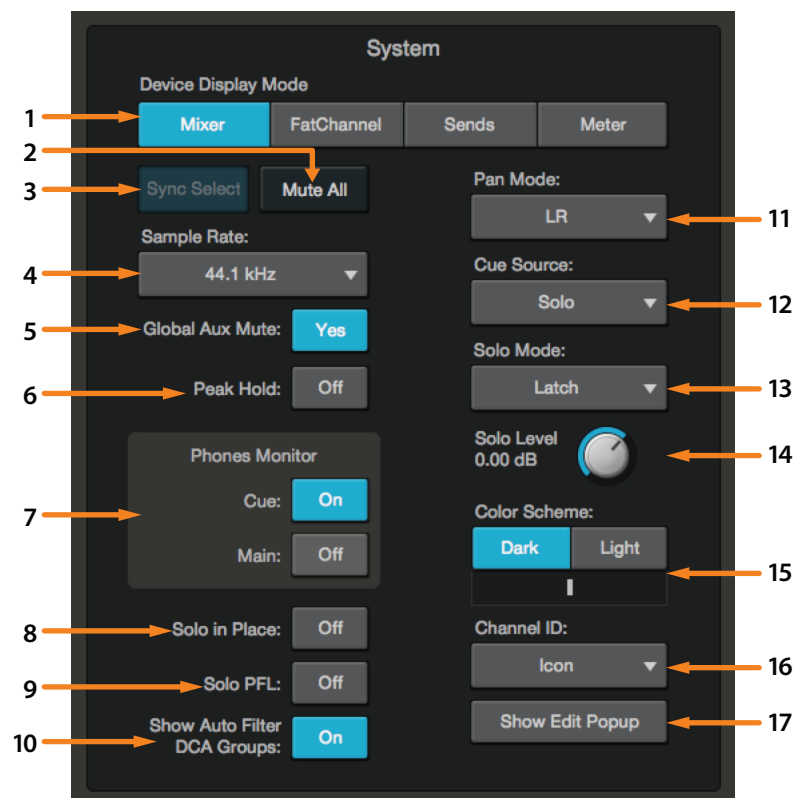 System
Device Display Mode
1
Mixer
FatChannel
Sends
Meter
2
3
Sync Select
Mute All
Sample Rate:
4
44.1 kHz
5
Global Aux Mute:
Yes
6
Peak Hold:
Off
Phones Monitor
7
Cue:
On
Main:
Off
8
Solo in Place:
Off
9
Solo PFL:
Off
10
Show Auto Filter
DCA Groups:
On
Pan Mode:
LR
11
Cue Source:
Solo
12
Solo Mode:
Latch
13
Solo Level
0.00 dB
14
Color Scheme:
Dark
Light
15
Channel ID:
Icon
16
Show Edit Popup
17